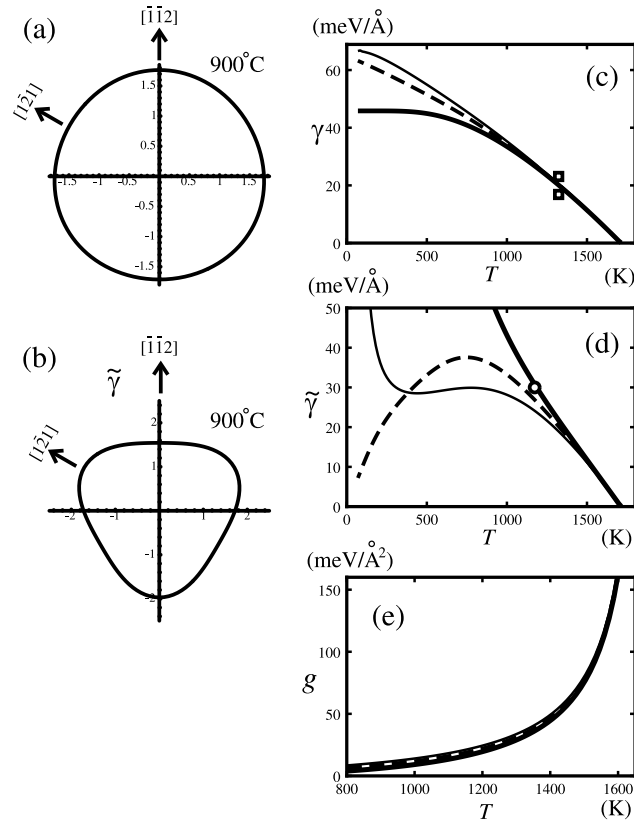 (a)
[1̄1̄2]
900°C
[12̄1]
1.5
1
0.5
-1.5 -1 -0.5 0.5 1 1.5
-0.5
-1
-1.5
(b)
[1̄1̄2]
γ̃
900°C
[12̄1]
2
1
-2 -1 1 2
-1
-2
(meV/Å)
(c)
60
40
20
0
γ
0 500 1000 1500
T (K)
(meV/Å)
(d)
50
40
30
20
10
0
γ̃
0 500 1000 1500
T (K)
(meV/Å²)
(e)
150
100
50
0
g
800 1000 1200 1400 1600
T (K)